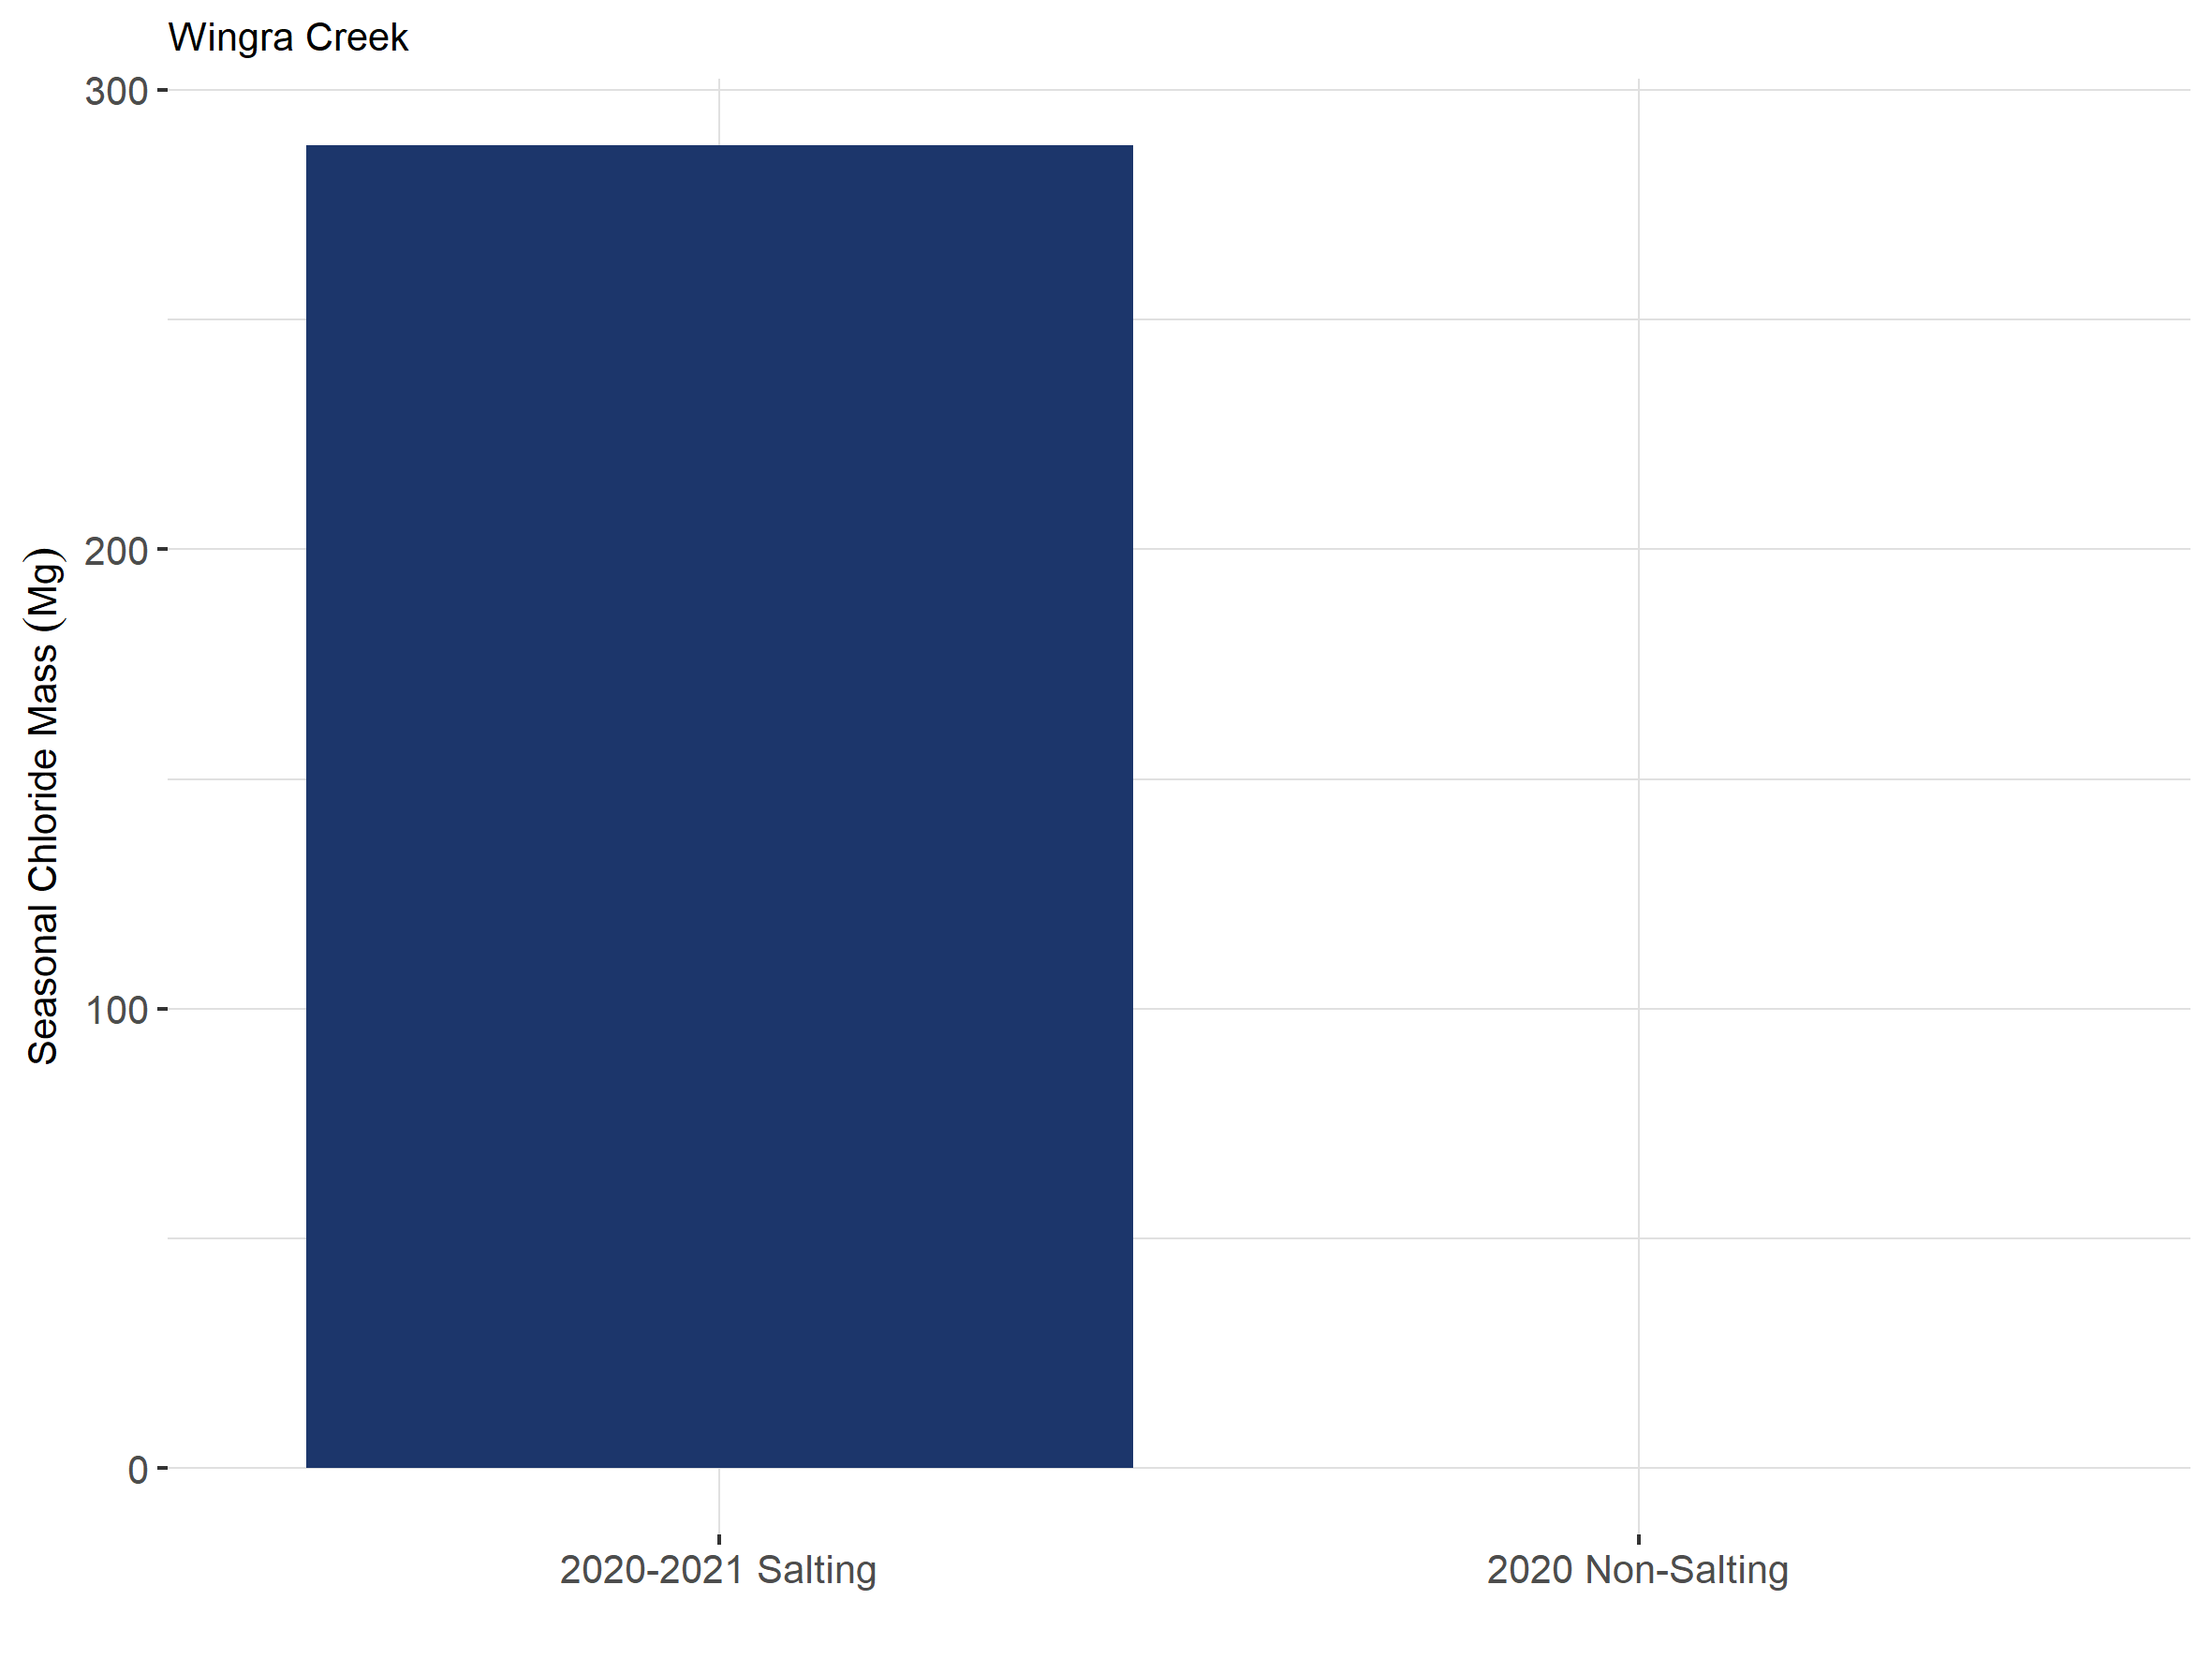 Wingra Creek
300
200
100
0
Seasonal Chloride Mass (Mg)
2020-2021 Salting
2020 Non-Salting